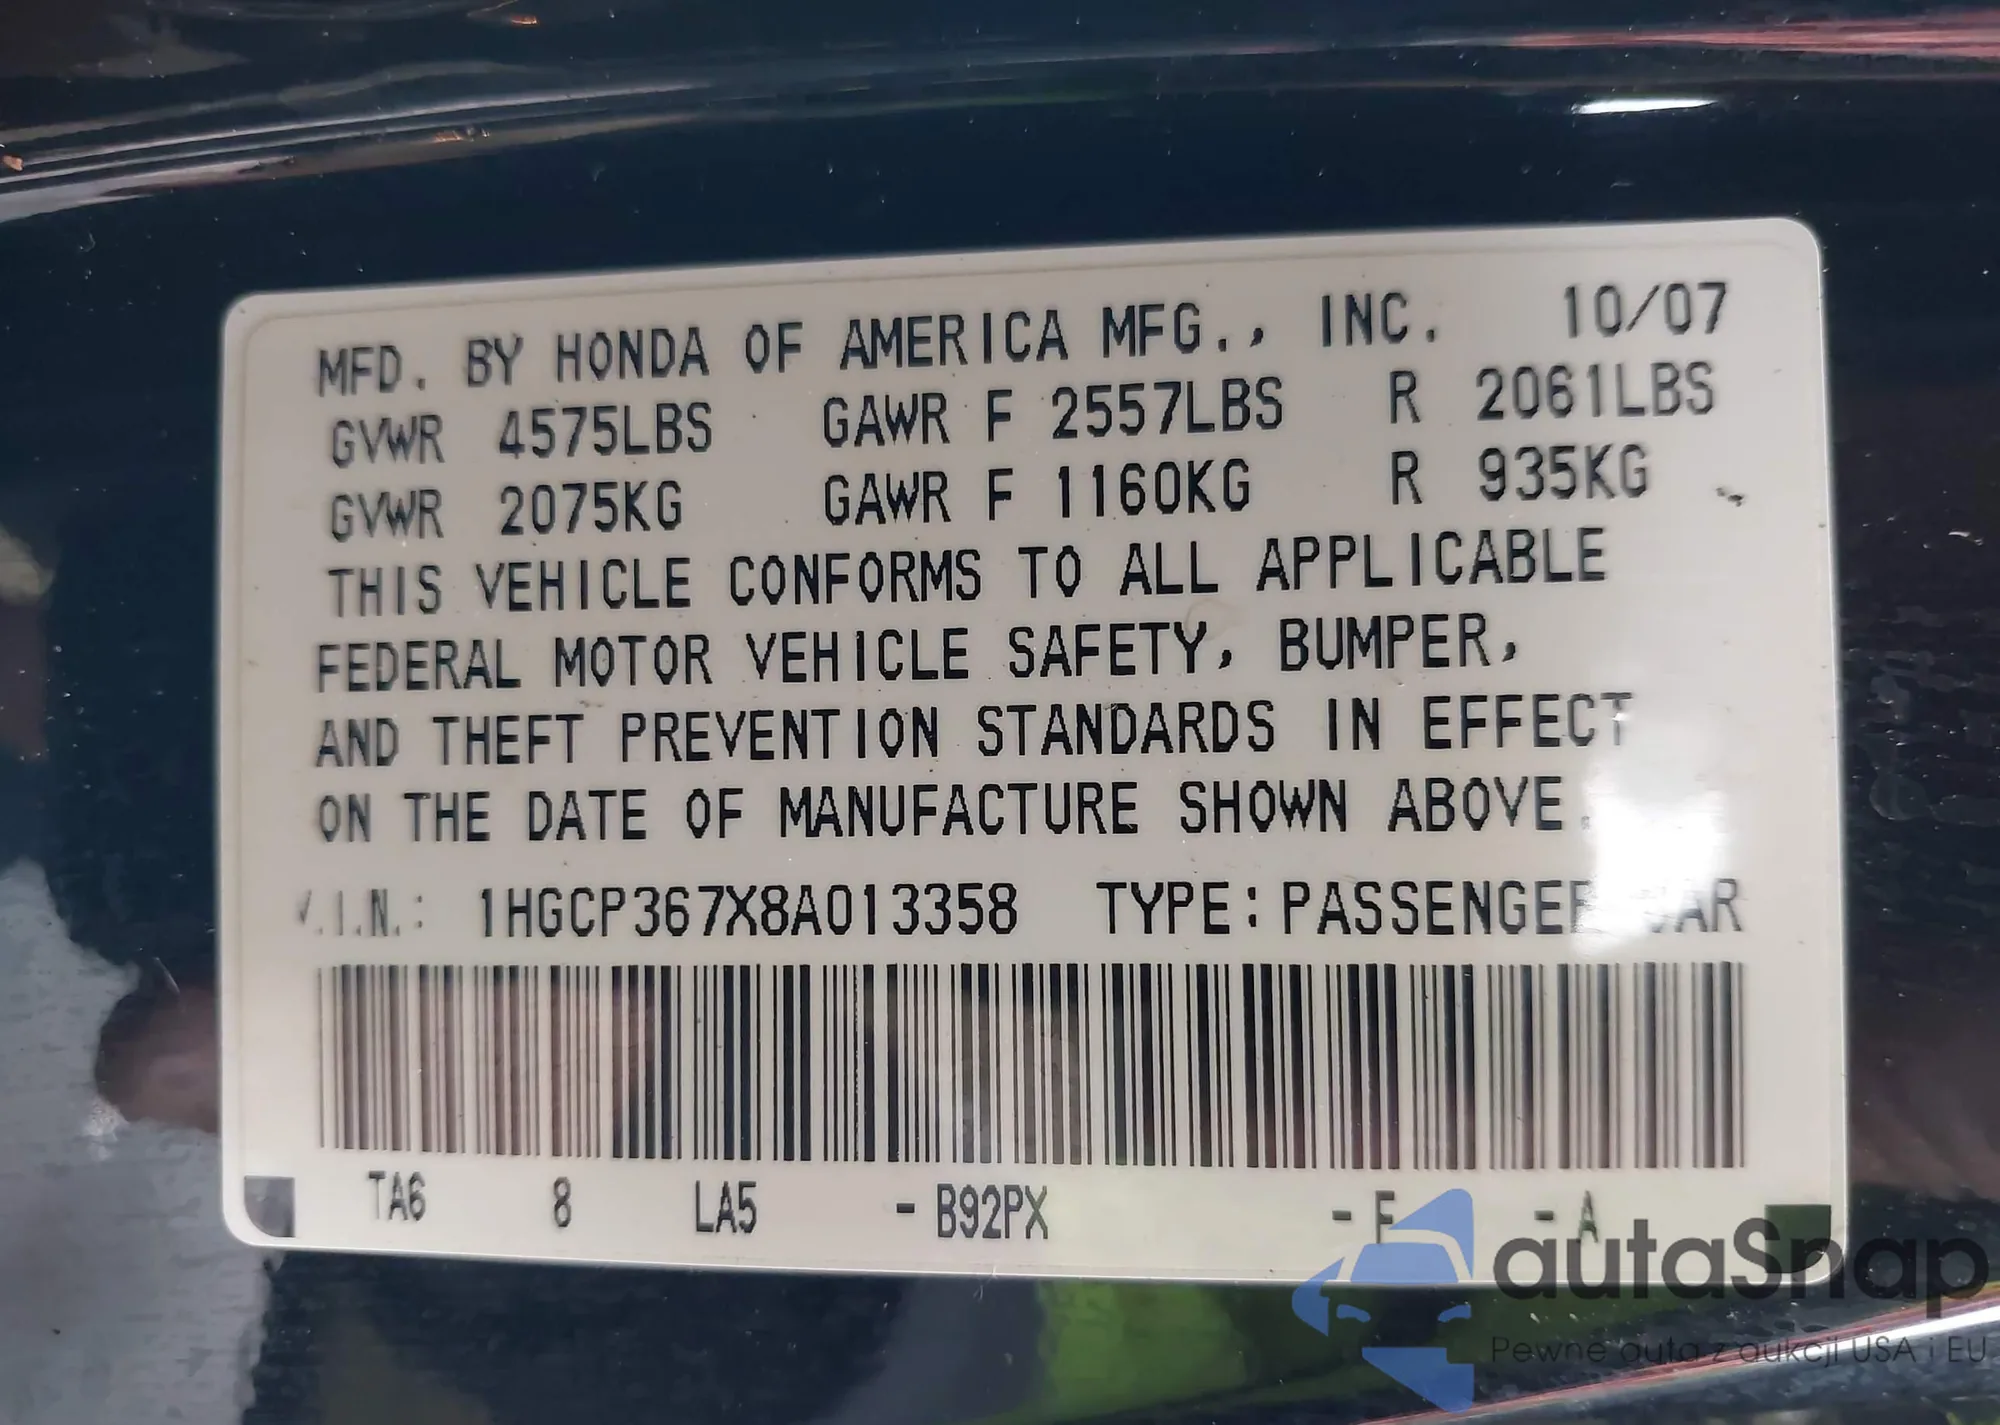 MFD. BY HONDA OF AMERICA MFG., INC. 10/07
GVWR 4575LBS GAWR F 2557LBS R 2061LBS
GVWR 2075KG GAWR F 1160KG R 935KG
THIS VEHICLE CONFORMS TO ALL APPLICABLE
FEDERAL MOTOR VEHICLE SAFETY, BUMPER,
AND THEFT PREVENTION STANDARDS IN EFFECT
ON THE DATE OF MANUFACTURE SHOWN ABOVE.
V.I.N.: 1HGCP367X8A013358 TYPE: PASSENGER CAR
TA6 8 LA5 - B92PX - F - A
autoSnap
Pewne auta z aukcji USA i EU